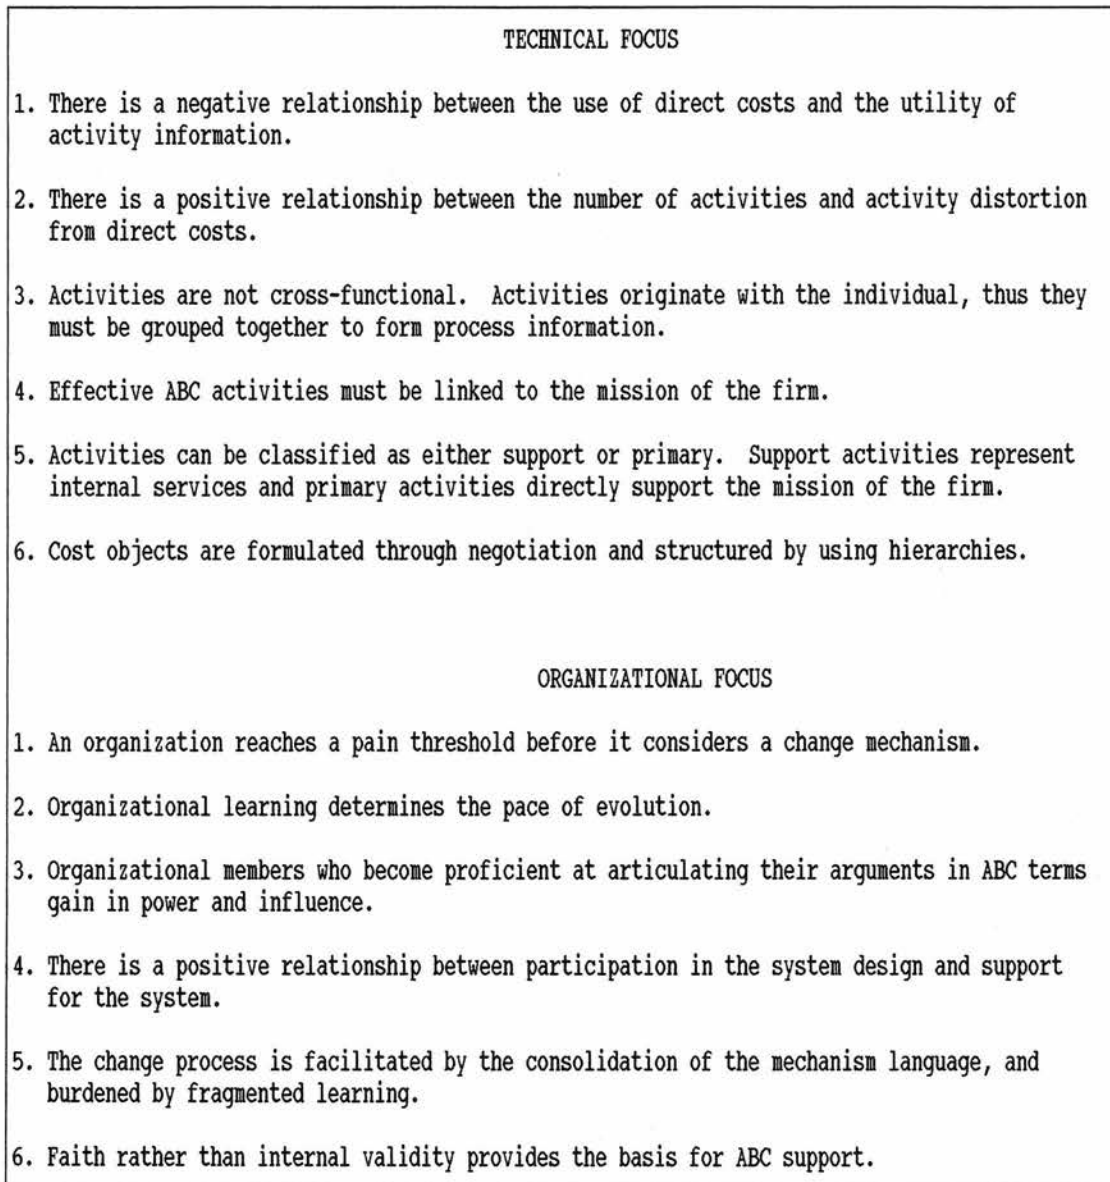 TECHNICAL FOCUS
1. There is a negative relationship between the use of direct costs and the utility of
activity information.
2. There is a positive relationship between the number of activities and activity distortion
from direct costs.
3. Activities are not cross-functional. Activities originate with the individual, thus they
must be grouped together to form process information.
4. Effective ABC activities must be linked to the mission of the firm.
5. Activities can be classified as either support or primary. Support activities represent
internal services and primary activities directly support the mission of the firm.
6. Cost objects are formulated through negotiation and structured by using hierarchies.
ORGANIZATIONAL FOCUS
1. An organization reaches a pain threshold before it considers a change mechanism.
2. Organizational learning determines the pace of evolution.
3. Organizational members who become proficient at articulating their arguments in ABC terms
gain in power and influence.
4. There is a positive relationship between participation in the system design and support
for the system.
5. The change process is facilitated by the consolidation of the mechanism language, and
burdened by fragmented learning.
6. Faith rather than internal validity provides the basis for ABC support.